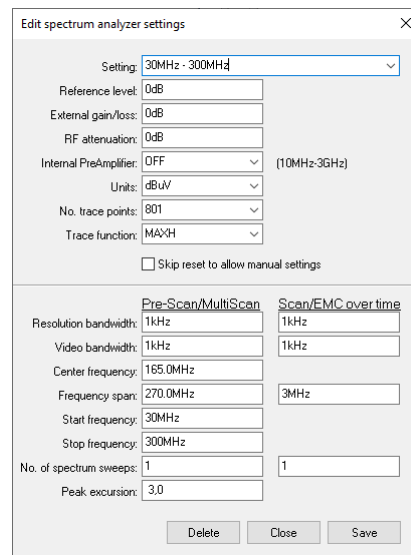 Edit spectrum analyzer settings
Setting: 30MHz - 300MHz
Reference level: 0dB
External gain/loss: 0dB
RF attenuation: 0dB
Internal PreAmplifier: OFF (10MHz-3GHz)
Units: dBuV
No. trace points: 801
Trace function: MAXH
Skip reset to allow manual settings
Pre-Scan/MultiScan Scan/EMC over time
Resolution bandwidth: 1kHz 1kHz
Video bandwidth: 1kHz 1kHz
Center frequency: 165.0MHz
Frequency span: 270.0MHz 3MHz
Start frequency: 30MHz
Stop frequency: 300MHz
No. of spectrum sweeps: 1 1
Peak excursion: 3,0
Delete Close Save